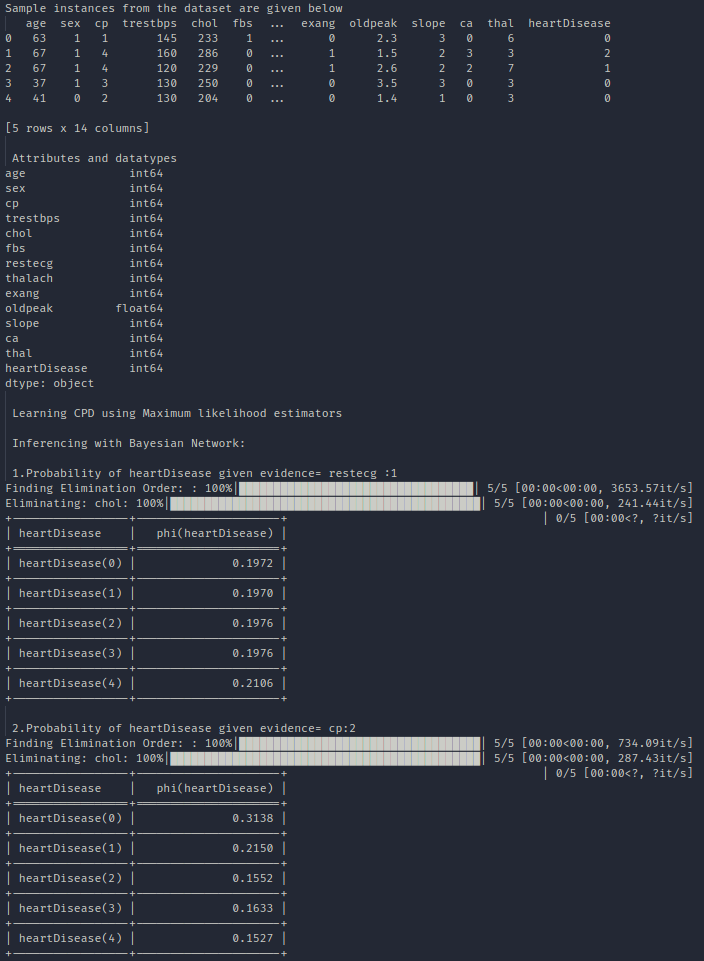 Sample instances from the dataset are given below
age sex cp trestbps chol fbs ... exang oldpeak slope ca thal heartDisease
0 63 1 1 145 233 1 ... 0 2.3 3 0 6 0
1 67 1 4 160 286 0 ... 1 1.5 2 3 3 2
2 67 1 4 120 229 0 ... 1 2.6 2 2 7 1
3 37 1 3 130 250 0 ... 0 3.5 3 0 3 0
4 41 0 2 130 204 0 ... 0 1.4 1 0 3 0
[5 rows x 14 columns]
Attributes and datatypes
age int64
sex int64
cp int64
trestbps int64
chol int64
fbs int64
restecg int64
thalach int64
exang int64
oldpeak float64
slope int64
ca int64
thal int64
heartDisease int64
dtype: object
Learning CPD using Maximum likelihood estimators
Inferencing with Bayesian Network:
1.Probability of heartDisease given evidence= restecg :1
Finding Elimination Order: : 100%|██████████| 5/5 [00:00<00:00, 3653.57it/s]
Eliminating: chol: 100%|██████████| 5/5 [00:00<00:00, 241.44it/s]
+--------------+-------------------+ | 0/5 [00:00<?, ?it/s]
| heartDisease | phi(heartDisease) |
+==============+===================+
| heartDisease(0) | 0.1972 |
+--------------+-------------------+
| heartDisease(1) | 0.1970 |
+--------------+-------------------+
| heartDisease(2) | 0.1976 |
+--------------+-------------------+
| heartDisease(3) | 0.1976 |
+--------------+-------------------+
| heartDisease(4) | 0.2106 |
+--------------+-------------------+
2.Probability of heartDisease given evidence= cp:2
Finding Elimination Order: : 100%|██████████| 5/5 [00:00<00:00, 734.09it/s]
Eliminating: chol: 100%|██████████| 5/5 [00:00<00:00, 287.43it/s]
+--------------+-------------------+ | 0/5 [00:00<?, ?it/s]
| heartDisease | phi(heartDisease) |
+==============+===================+
| heartDisease(0) | 0.3138 |
+--------------+-------------------+
| heartDisease(1) | 0.2150 |
+--------------+-------------------+
| heartDisease(2) | 0.1552 |
+--------------+-------------------+
| heartDisease(3) | 0.1633 |
+--------------+-------------------+
| heartDisease(4) | 0.1527 |
+--------------+-------------------+